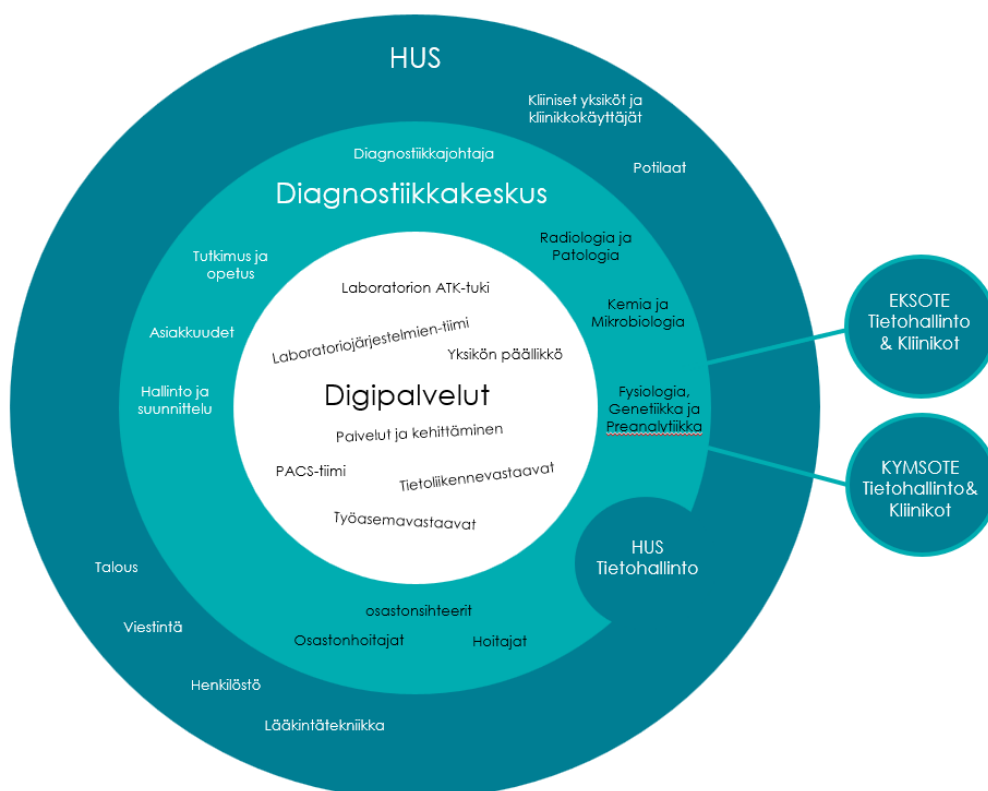 HUS
Kliiniset yksiköt ja
kliinikkokäyttäjät
Potilaat
Diagnostiikkajohtaja
Diagnostiikkakeskus
Radiologia ja
Patologia
Tutkimus ja
opetus
Kemia ja
Mikrobiologia
Asiakkuudet
Fysiologia,
Genetiikka ja
Preanalytiikka
Hallinto ja
suunnittelu
Laboratorion ATK-tuki
Laboratoriojärjestelmien-tiimi
Yksikön päällikkö
Digipalvelut
Palvelut ja kehittäminen
PACS-tiimi
Tietoliikennevastaavat
Työasemavastaavat
EKSOTE
Tietohallinto
& Kliinikot
KYMSOTE
Tietohallinto&
Kliinikot
HUS
Tietohallinto
osastonsihteerit
Osastonhoitajat
Hoitajat
Talous
Viestintä
Henkilöstö
Lääkintätekniikka